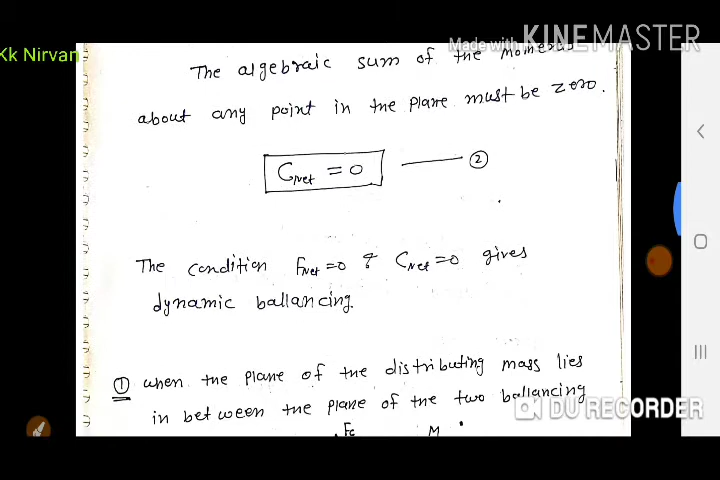 Kk Nirvan
Made with KINEMASTER
The algebraic sum of the moments
about any point in the plane must be zero.
Cnet = 0 —— ②
The condition Fnet=0 & Cnet=0 gives
dynamic ballancing.
① when the plane of the distributing mass lies
in between the plane of the two ballancing
Fc M
DU RECORDER